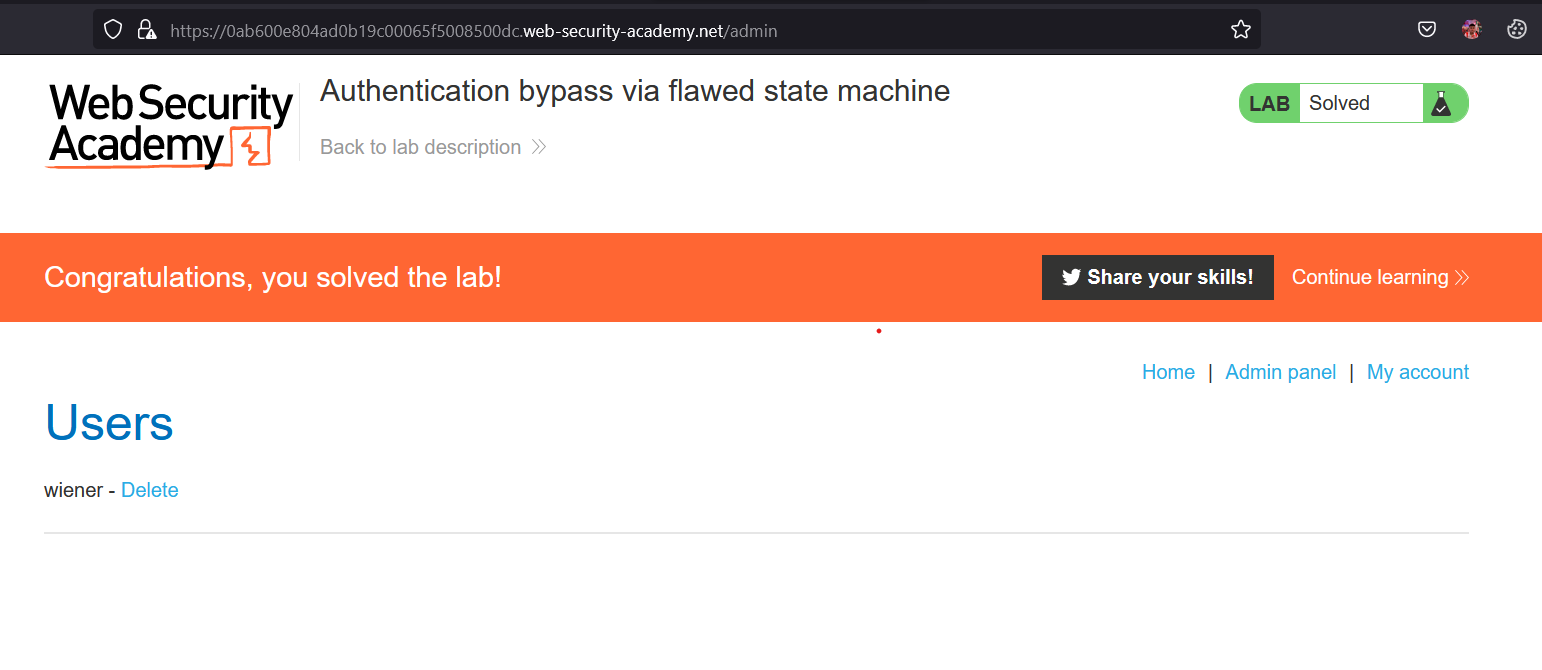 https://0ab600e804ad0b19c00065f5008500dc.web-security-academy.net/admin
Web Security
Academy
Authentication bypass via flawed state machine
Back to lab description
LAB Solved
Congratulations, you solved the lab!
Share your skills! Continue learning
Home | Admin panel | My account
Users
wiener - Delete